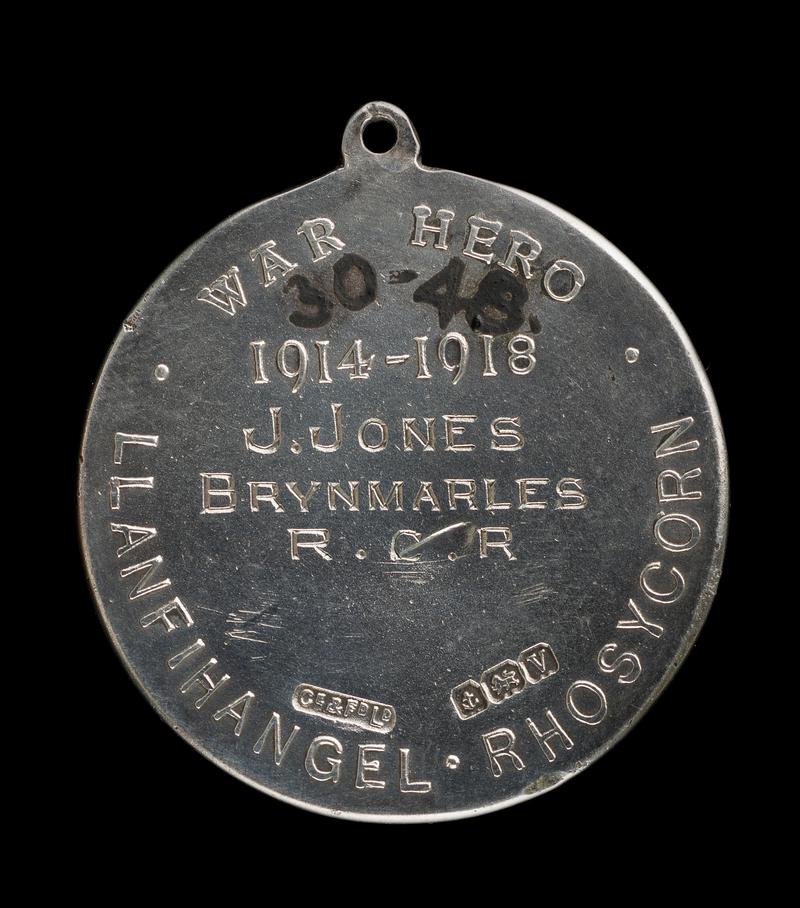 WAR HERO
30-48.
1914-1918
J. JONES
BRYNMARLES
R.C.R
LLANFIHANGEL · RHOSYCORN
V